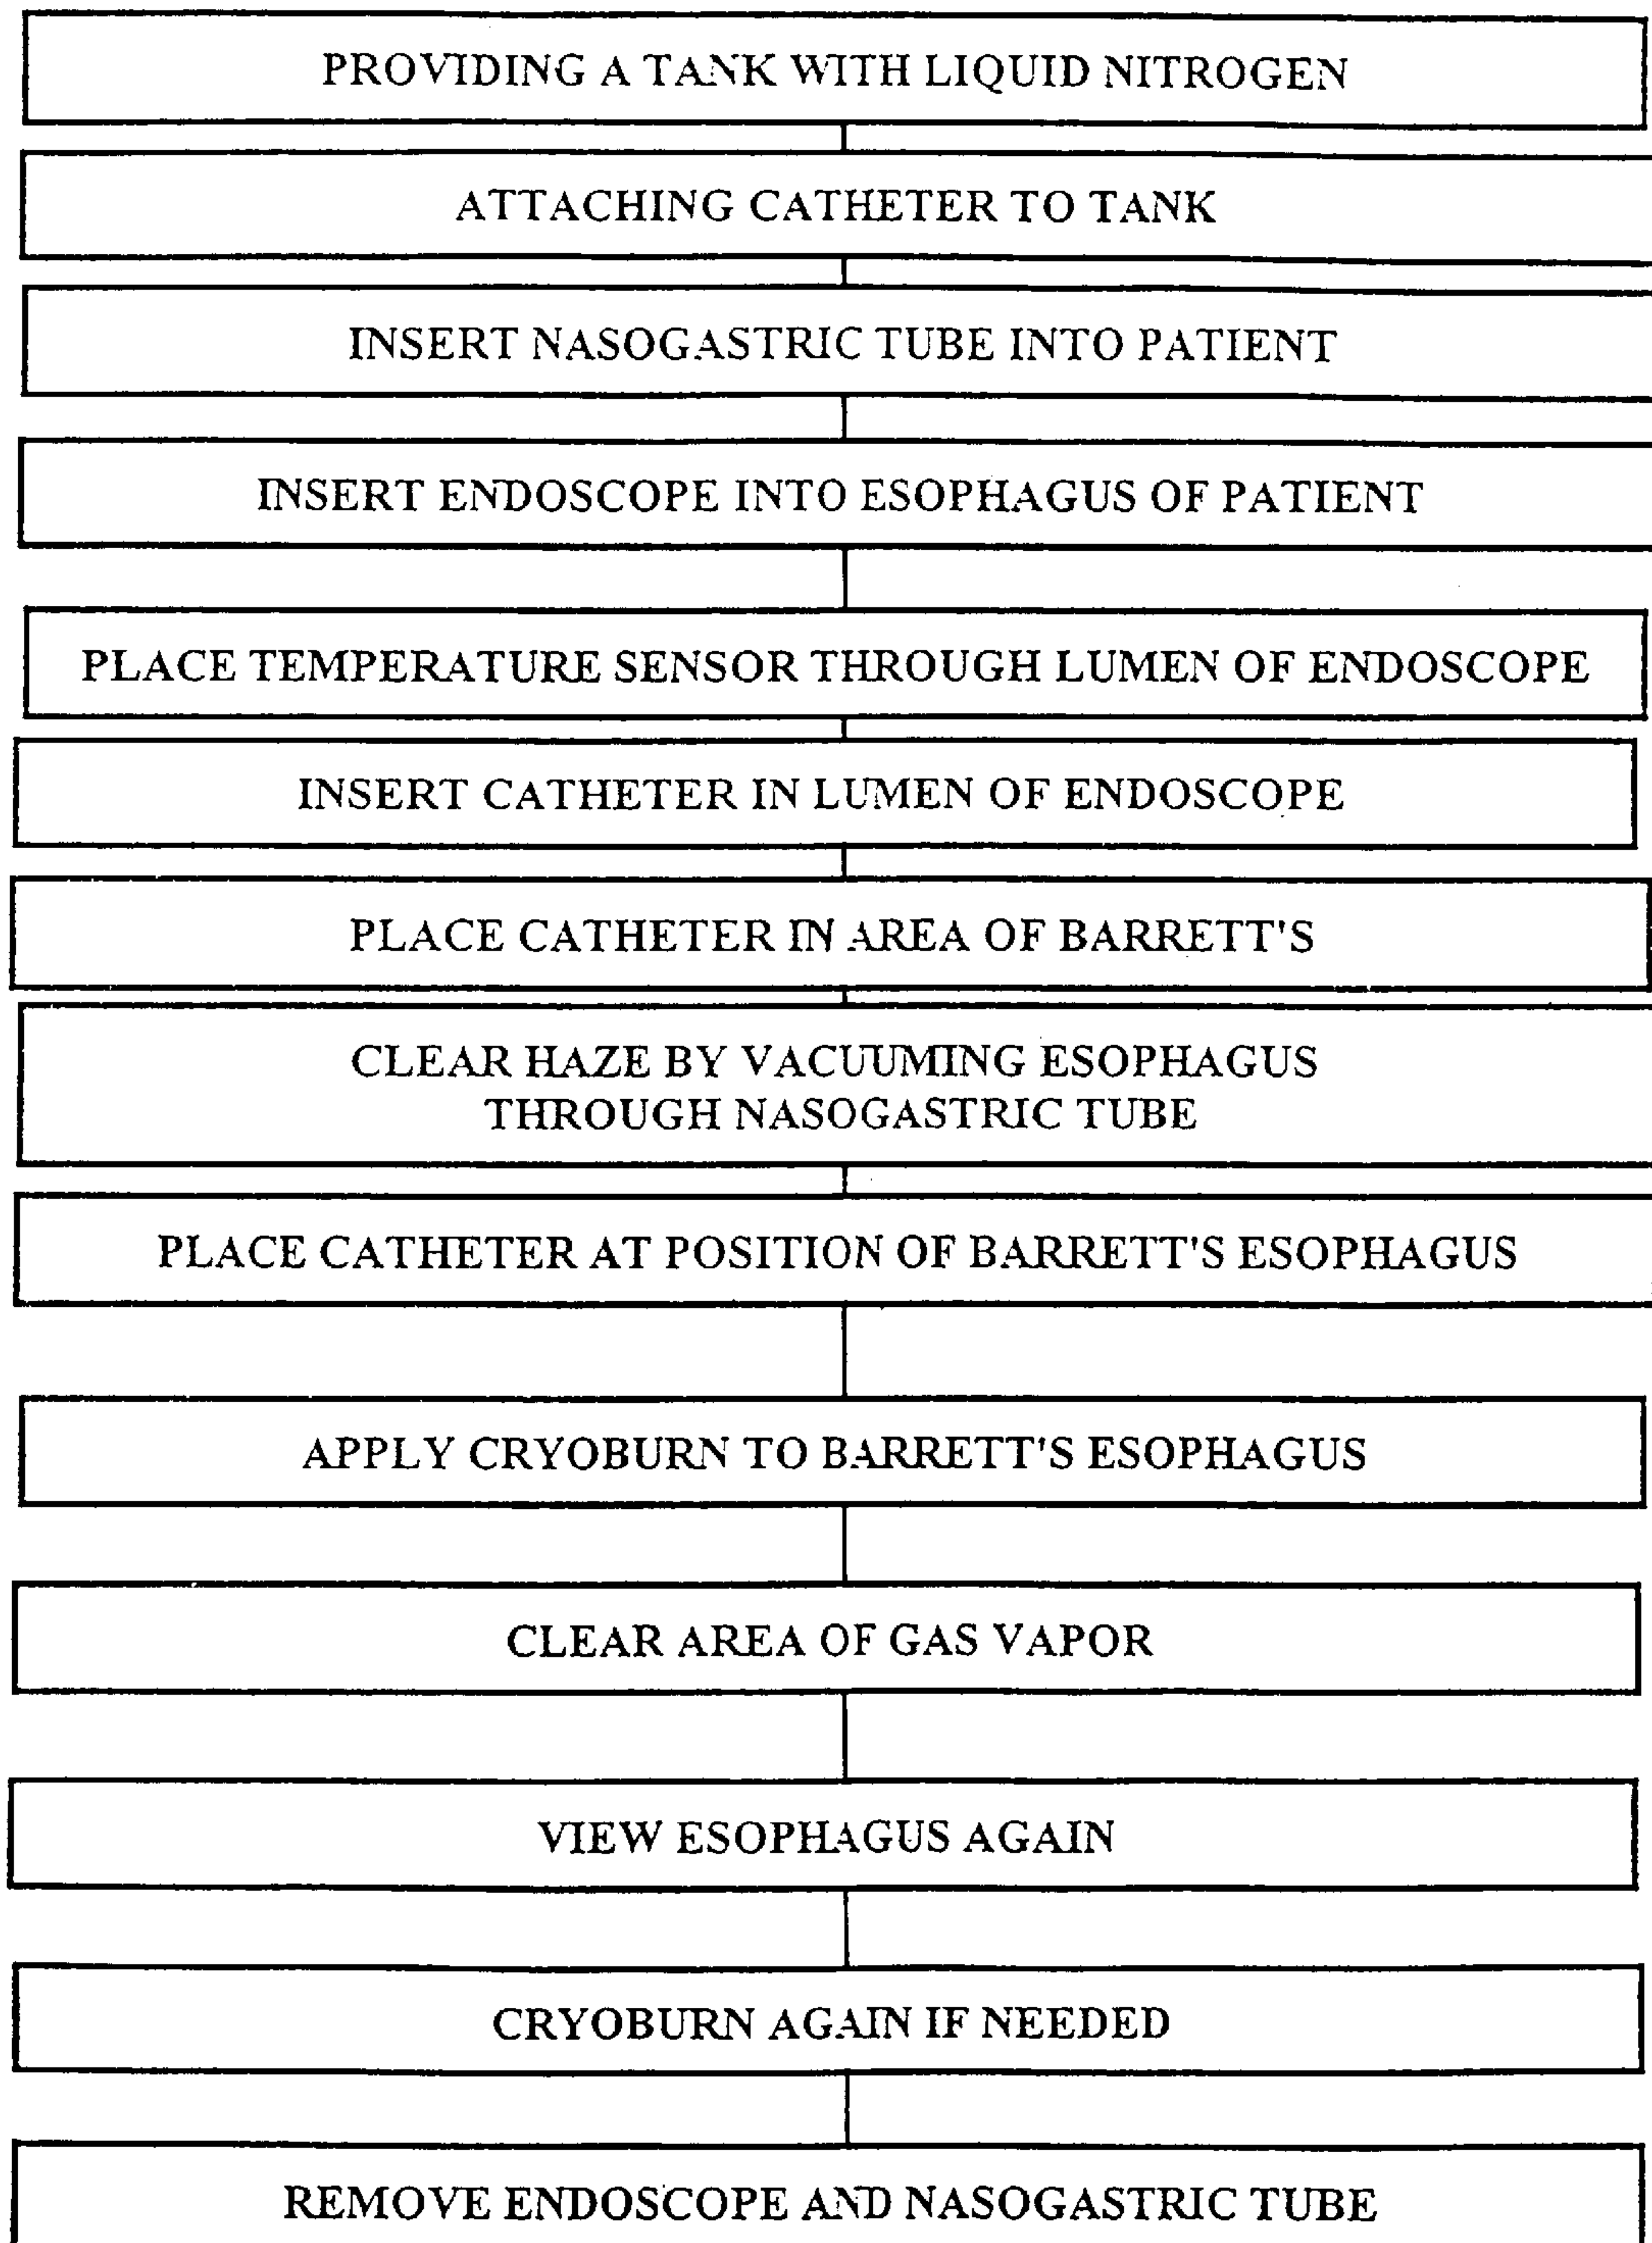 PROVIDING A TANK WITH LIQUID NITROGEN
ATTACHING CATHETER TO TANK
INSERT NASOGASTRIC TUBE INTO PATIENT
INSERT ENDOSCOPE INTO ESOPHAGUS OF PATIENT
PLACE TEMPERATURE SENSOR THROUGH LUMEN OF ENDOSCOPE
INSERT CATHETER IN LUMEN OF ENDOSCOPE
PLACE CATHETER IN AREA OF BARRETT'S
CLEAR HAZE BY VACUUMING ESOPHAGUS
THROUGH NASOGASTRIC TUBE
PLACE CATHETER AT POSITION OF BARRETT'S ESOPHAGUS
APPLY CRYOBURN TO BARRETT'S ESOPHAGUS
CLEAR AREA OF GAS VAPOR
VIEW ESOPHAGUS AGAIN
CRYOBURN AGAIN IF NEEDED
REMOVE ENDOSCOPE AND NASOGASTRIC TUBE